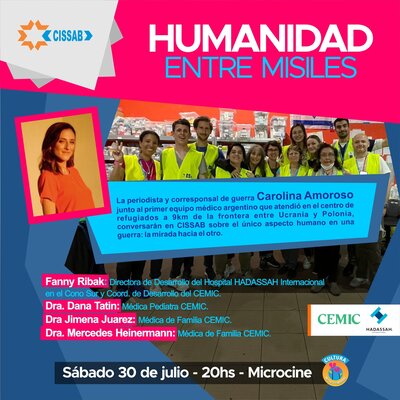 CISSAB
HUMANIDAD
ENTRE MISILES
La periodista y corresponsal de guerra Carolina Amoroso
junto al primer equipo médico argentino que atendió en el centro de
refugiados a 9km de la frontera entre Ucrania y Polonia,
conversarán en CISSAB sobre el único aspecto humano en una
guerra: la mirada hacia el otro.
Fanny Ribak: Directora de Desarrollo del Hospital HADASSAH Internacional
en el Cono Sur y Coord. de Desarrollo del CEMIC.
Dra. Dana Tatin: Médica Pediatra CEMIC.
Dra Jimena Juarez: Médica de Familia CEMIC.
Dra. Mercedes Heinermann: Médica de Familia CEMIC.
CEMIC
HADASSAH
Sábado 30 de julio - 20hs - Microcine
CULTURA